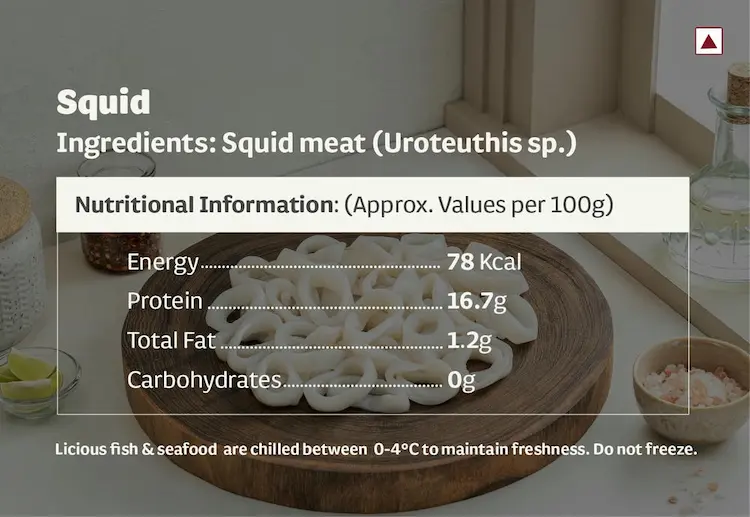 Squid
Ingredients: Squid meat (Uroteuthis sp.)
Nutritional Information: (Approx. Values per 100g)
Energy........................................ 78 Kcal
Protein ........................................ 16.7g
Total Fat ........................................ 1.2g
Carbohydrates........................... 0g
Licious fish & seafood are chilled between 0-4°C to maintain freshness. Do not freeze.